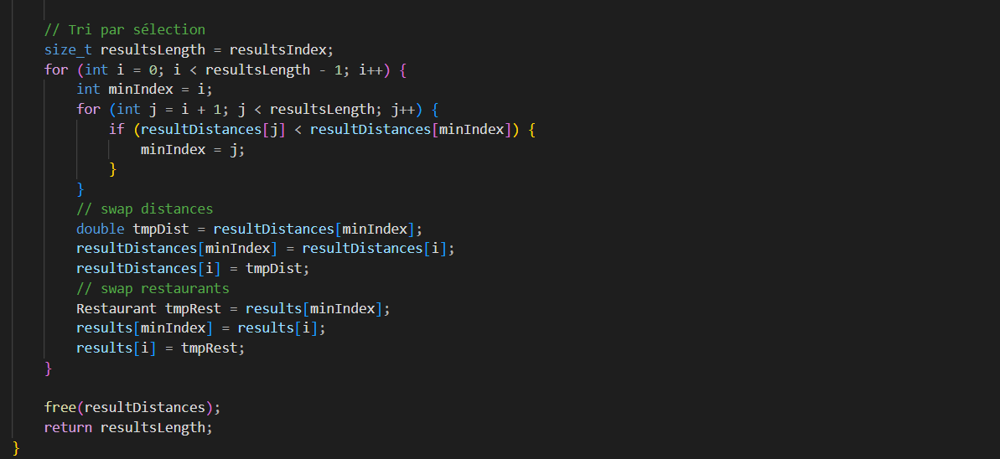 // Tri par sélection
size_t resultsLength = resultsIndex;
for (int i = 0; i < resultsLength - 1; i++) {
int minIndex = i;
for (int j = i + 1; j < resultsLength; j++) {
if (resultDistances[j] < resultDistances[minIndex]) {
minIndex = j;
}
}
// swap distances
double tmpDist = resultDistances[minIndex];
resultDistances[minIndex] = resultDistances[i];
resultDistances[i] = tmpDist;
// swap restaurants
Restaurant tmpRest = results[minIndex];
results[minIndex] = results[i];
results[i] = tmpRest;
}
free(resultDistances);
return resultsLength;
}